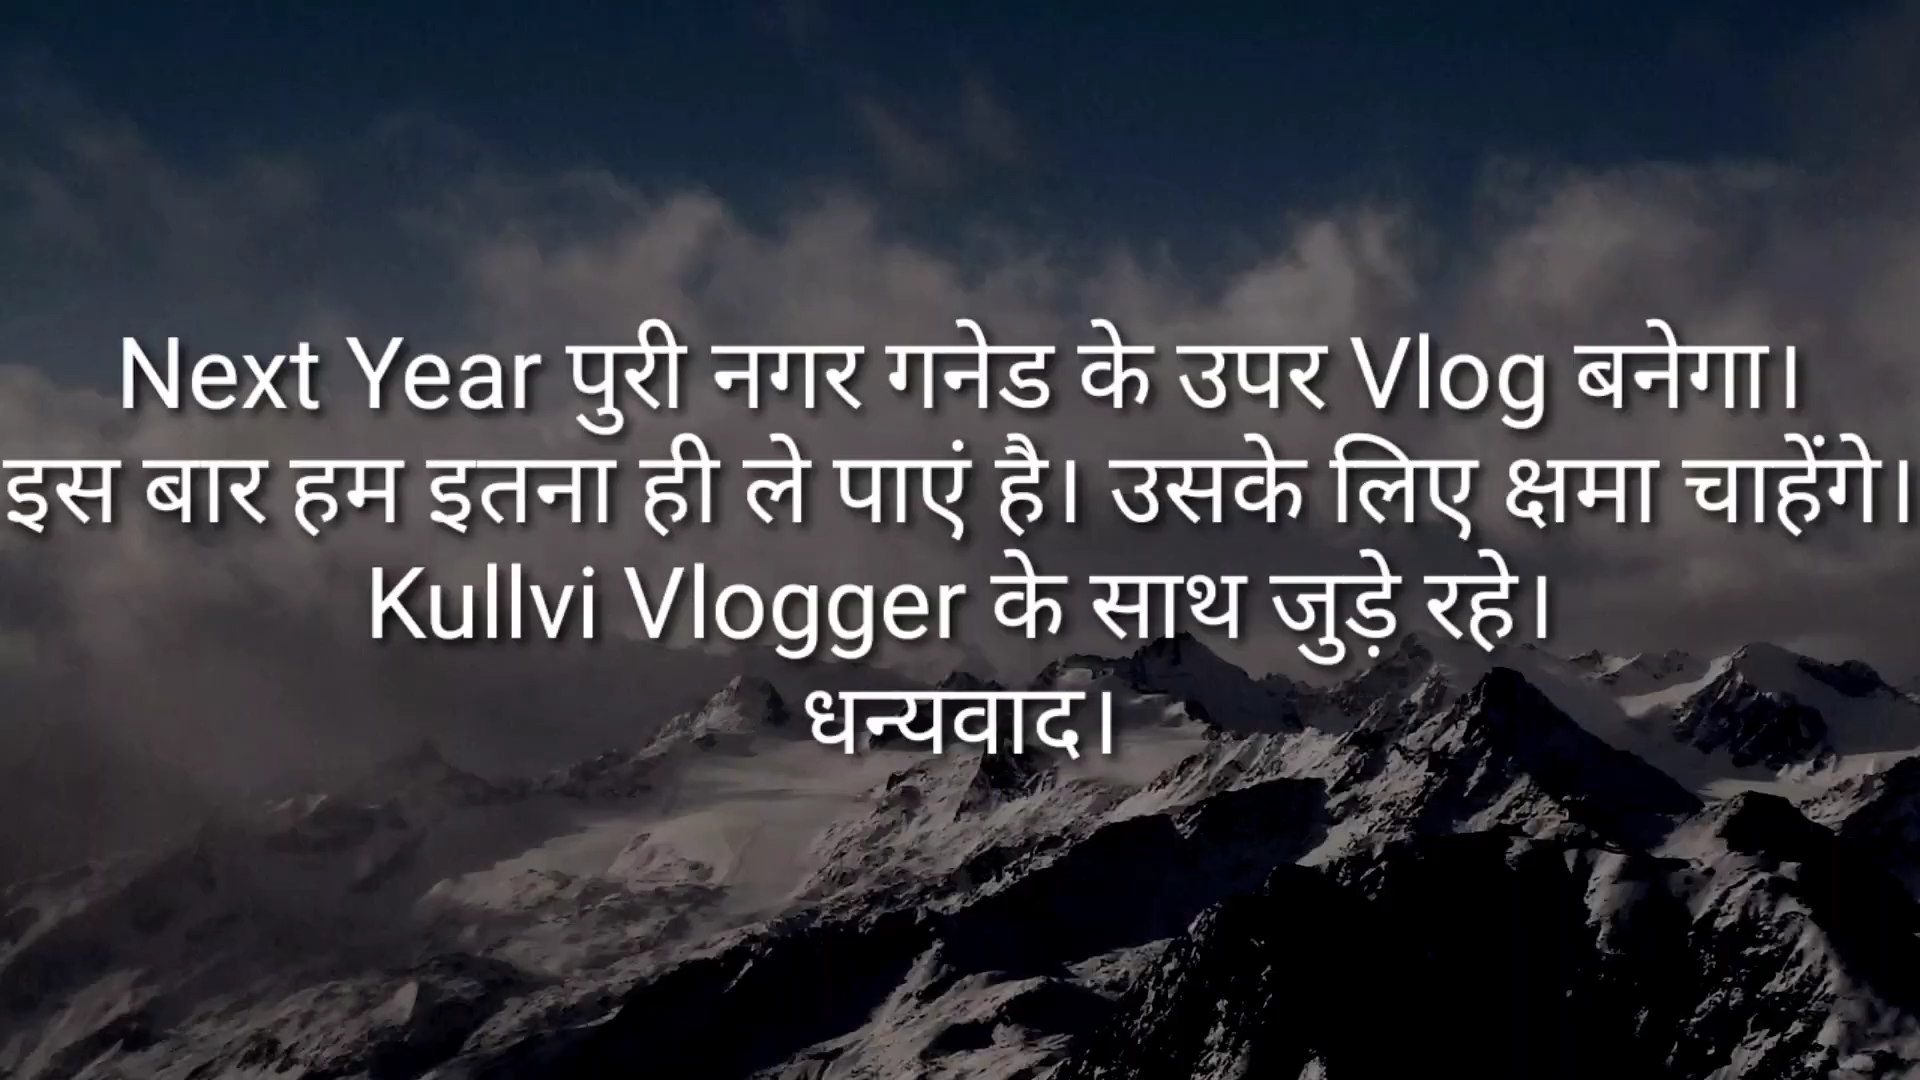 Next Year पुरी नगर गनेड के उपर Vlog बनेगा।
इस बार हम इतना ही ले पाएं है। उसके लिए क्षमा चाहेंगे।
Kullvi Vlogger के साथ जुड़े रहे।
धन्यवाद।